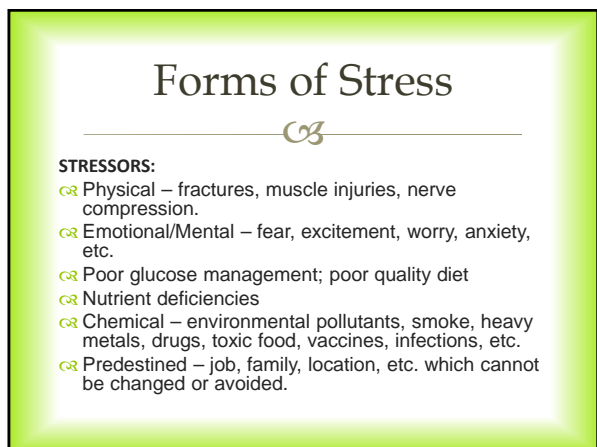 Forms of Stress
STRESSORS:
Physical – fractures, muscle injuries, nerve
compression.
Emotional/Mental – fear, excitement, worry, anxiety,
etc.
Poor glucose management; poor quality diet
Nutrient deficiencies
Chemical – environmental pollutants, smoke, heavy
metals, drugs, toxic food, vaccines, infections, etc.
Predestined – job, family, location, etc. which cannot
be changed or avoided.